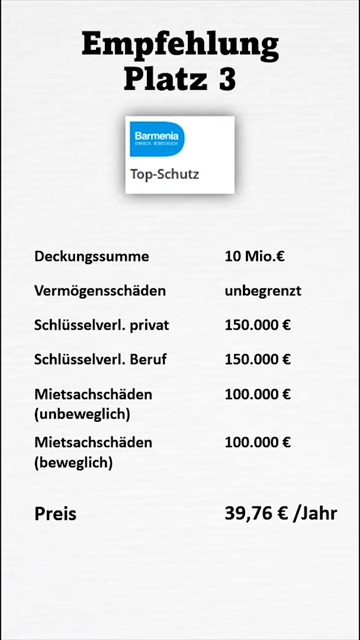 Empfehlung
Platz 3
Barmenia
Top-Schutz
Deckungssumme 10 Mio.€
Vermögensschäden unbegrenzt
Schlüsselverl. privat 150.000 €
Schlüsselverl. Beruf 150.000 €
Mietsachschäden 100.000 €
(unbeweglich)
Mietsachschäden 100.000 €
(beweglich)
Preis 39,76 € /Jahr